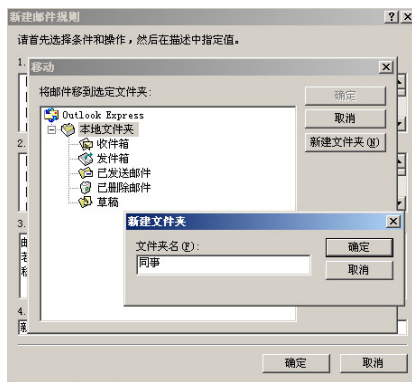 新建邮件规则
请首先选择条件和操作，然后在描述中指定值。
1.
移动
将邮件移到选定文件夹:
确定
取消
新建文件夹(N)
Outlook Express
本地文件夹
收件箱
发件箱
已发送邮件
已删除邮件
草稿
2.
3.
4.
新建文件夹
文件夹名(F):
同事
确定
取消
确定
取消